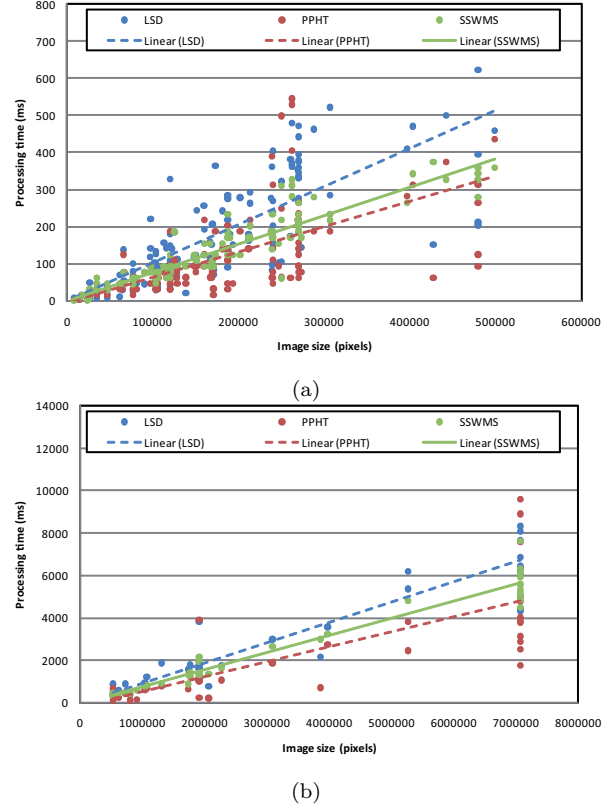 800
700
600
500
400
300
200
100
0
Processing time (ms)
LSD PPHT SSWMS
Linear (LSD) Linear (PPHT) Linear (SSWMS)
0 100000 200000 300000 400000 500000 600000
Image size (pixels)
(a)
14000
12000
10000
8000
6000
4000
2000
0
Processing time (ms)
LSD PPHT SSWMS
Linear (LSD) Linear (PPHT) Linear (SSWMS)
0 1000000 2000000 3000000 4000000 5000000 6000000 7000000 8000000
Image size (pixels)
(b)